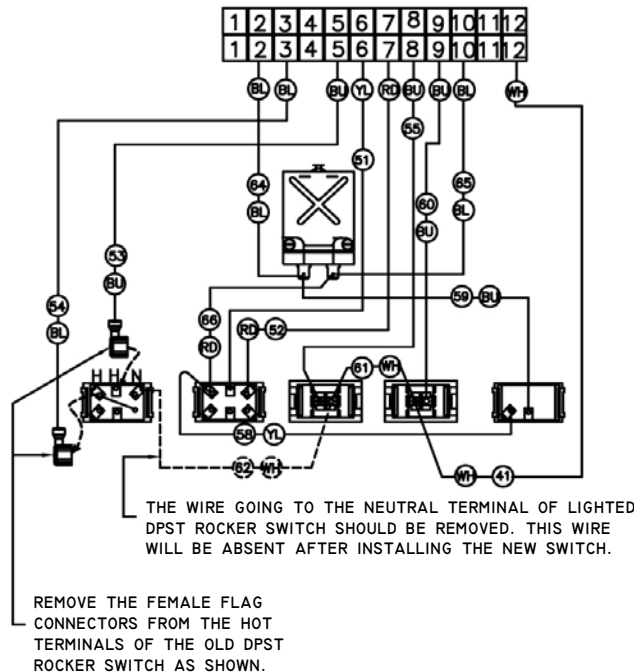 1 2 3 4 5 6 7 8 9 10 11 12
1 2 3 4 5 6 7 8 9 10 11 12
BL BL BU YL RD BU BU BL WH
55
51
64 65
BL 60 BL
BU
53 59 BU
BU
54 66 RD 52
BL RD
61 WH
H H N
58 YL
62 WH WH 41
THE WIRE GOING TO THE NEUTRAL TERMINAL OF LIGHTED
DPST ROCKER SWITCH SHOULD BE REMOVED. THIS WIRE
WILL BE ABSENT AFTER INSTALLING THE NEW SWITCH.
REMOVE THE FEMALE FLAG
CONNECTORS FROM THE HOT
TERMINALS OF THE OLD DPST
ROCKER SWITCH AS SHOWN.